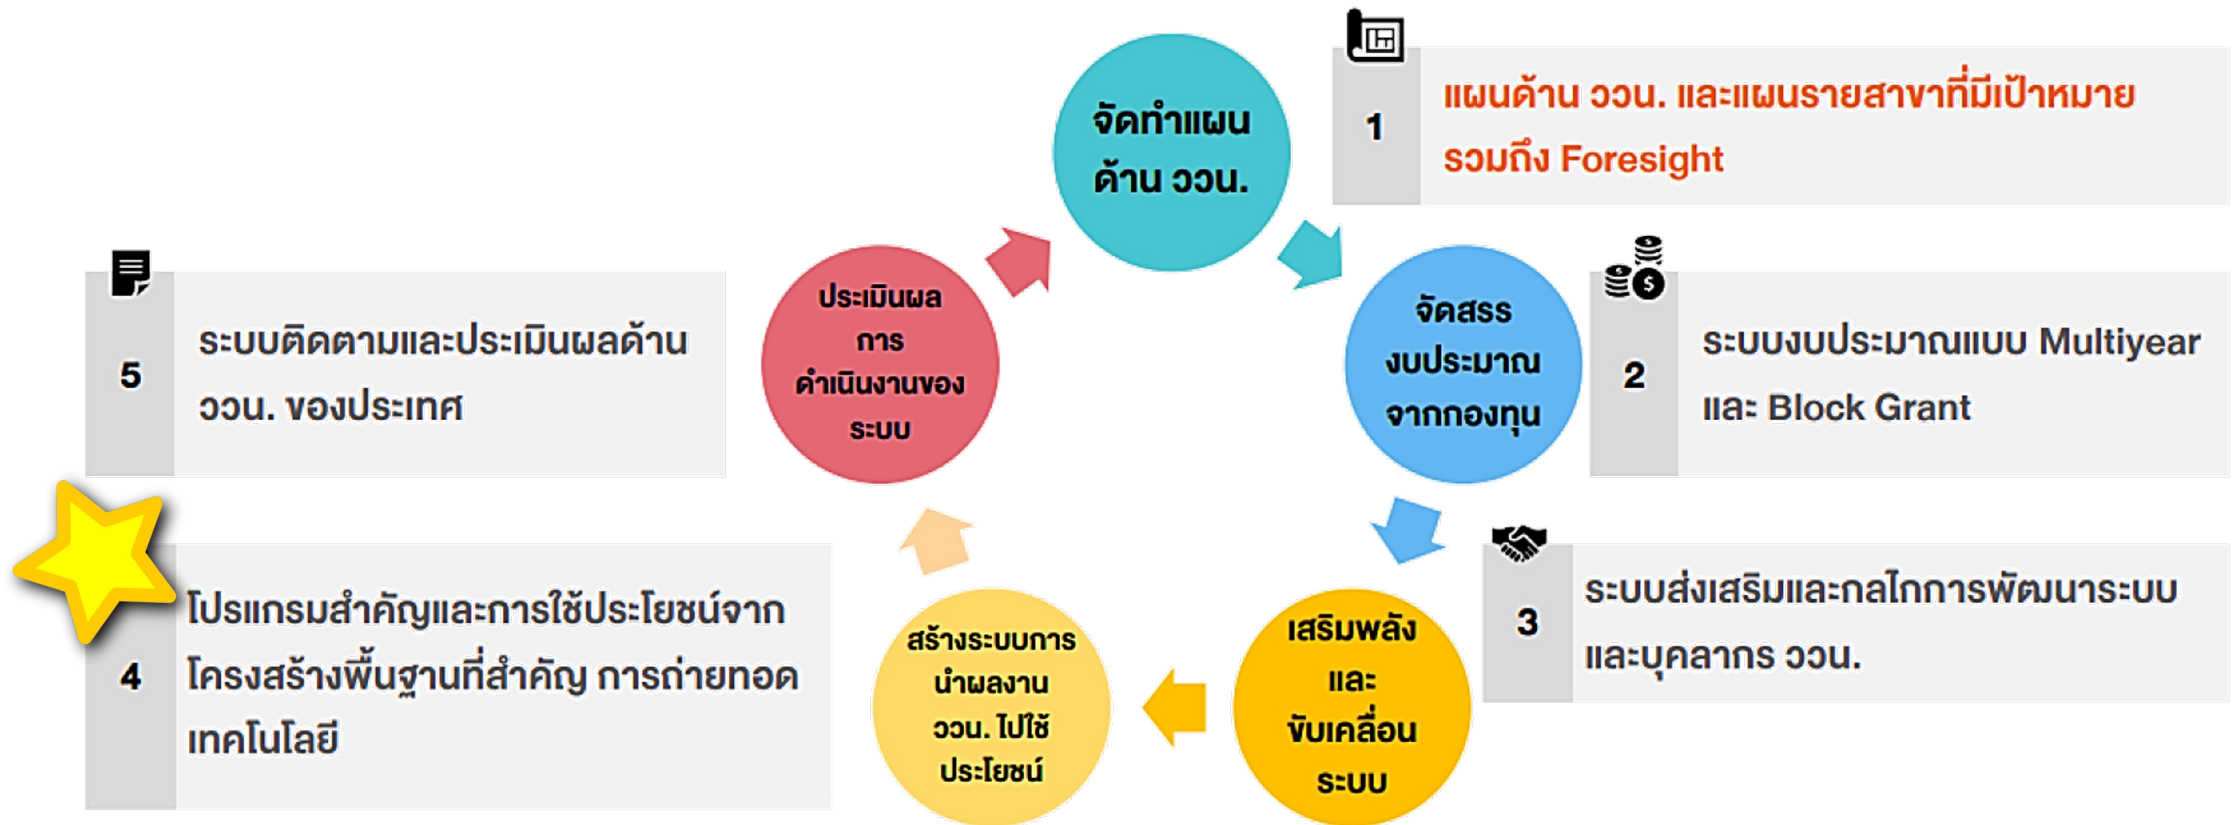 จัดทำแผน
ด้าน ววน.
1
แผนด้าน ววน. และแผนรายสาขาที่มีเป้าหมาย
รวมถึง Foresight
จัดสรร
งบประมาณ
จากกองทุน
2
ระบบงบประมาณแบบ Multiyear
และ Block Grant
เสริมพลัง
และ
ขับเคลื่อน
ระบบ
3
ระบบส่งเสริมและกลไกการพัฒนาระบบ
และบุคลากร ววน.
สร้างระบบการ
นำผลงาน
ววน. ไปใช้
ประโยชน์
4
โปรแกรมสำคัญและการใช้ประโยชน์จาก
โครงสร้างพื้นฐานที่สำคัญ การถ่ายทอด
เทคโนโลยี
ประเมินผล
การ
ดำเนินงานของ
ระบบ
5
ระบบติดตามและประเมินผลด้าน
ววน. ของประเทศ